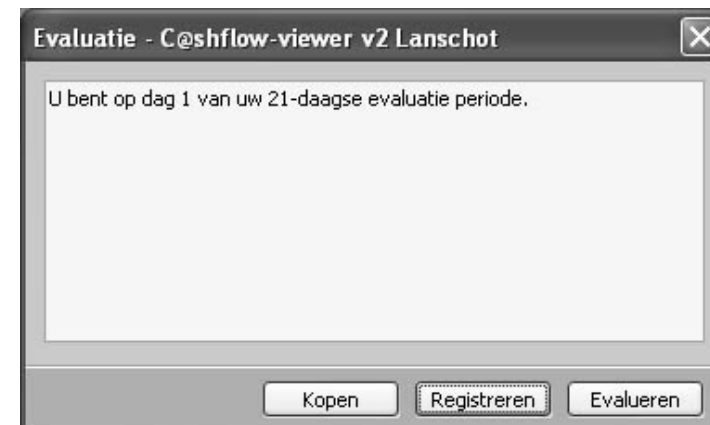 Evaluatie - C@shflow-viewer v2 Lanschot
U bent op dag 1 van uw 21-daagse evaluatie periode.
Kopen Registreren Evalueren